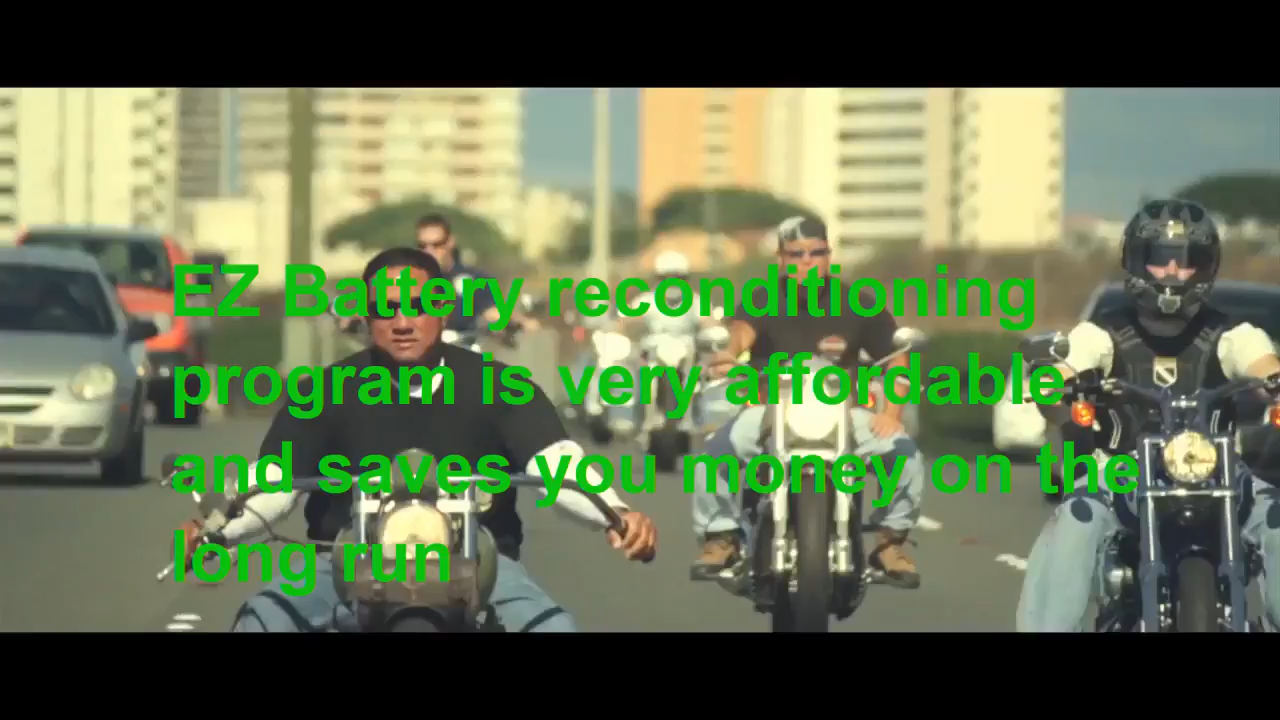 EZ Battery reconditioning
program is very affordable
and saves you money on the
long run